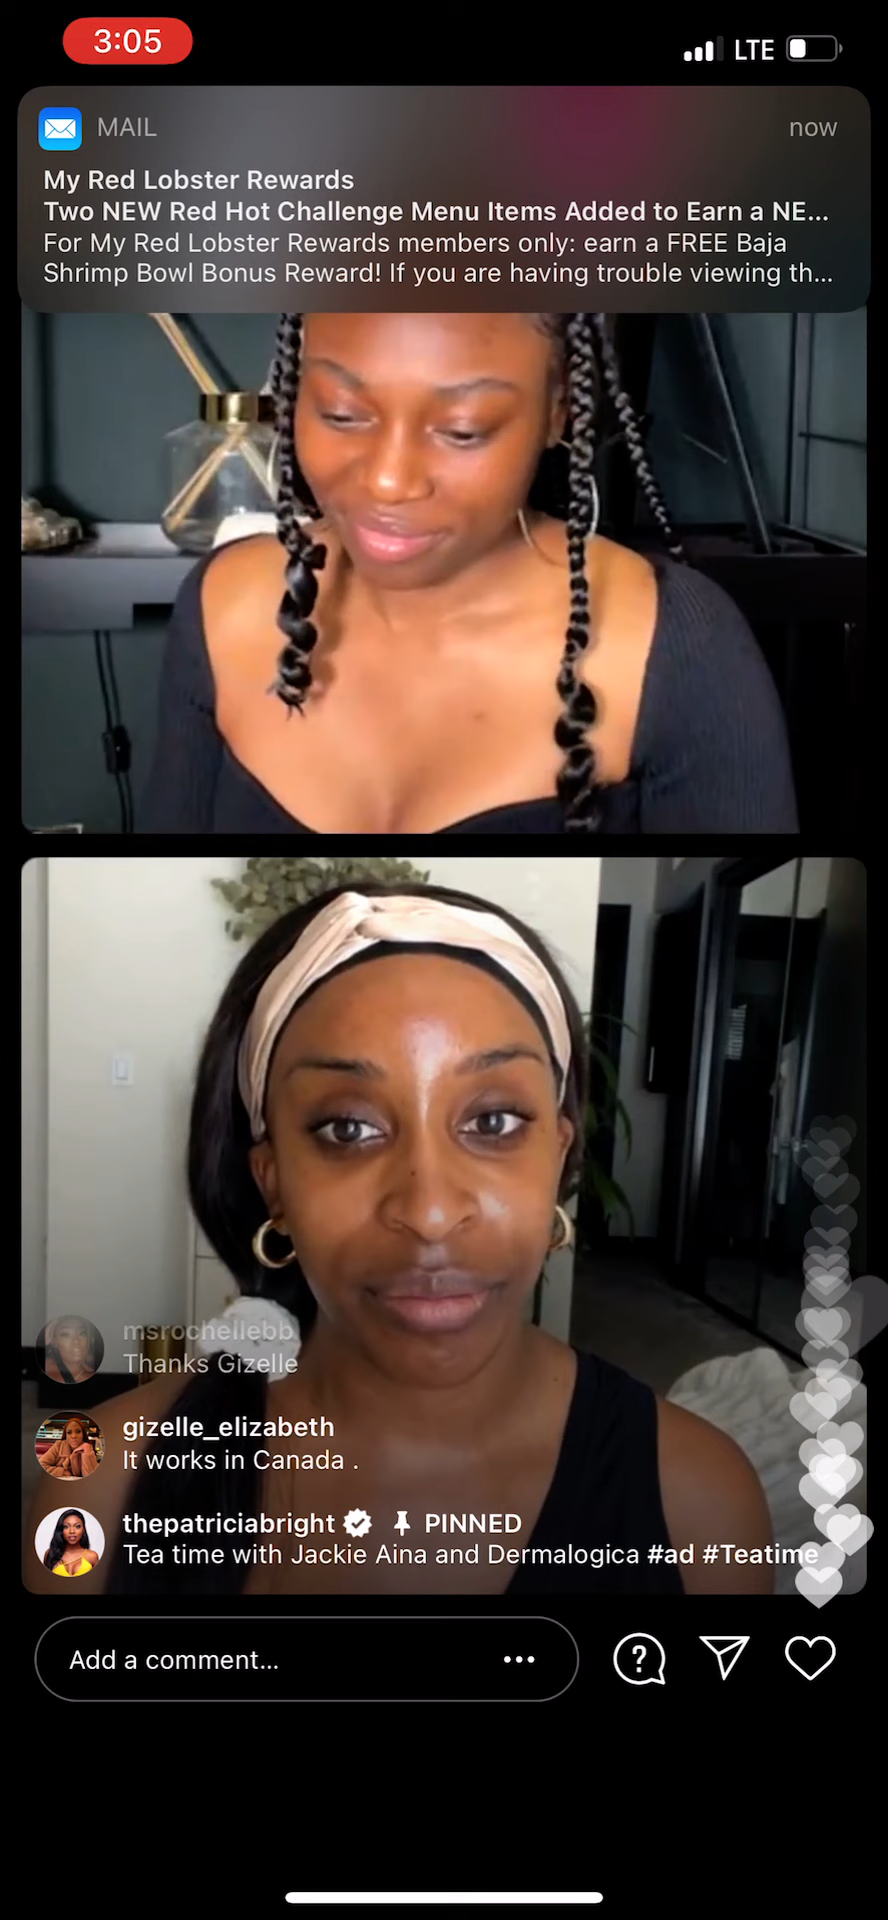 3:05
LTE
MAIL
now
My Red Lobster Rewards
Two NEW Red Hot Challenge Menu Items Added to Earn a NE...
For My Red Lobster Rewards members only: earn a FREE Baja
Shrimp Bowl Bonus Reward! If you are having trouble viewing th...
msrochellebb
Thanks Gizelle
gizelle_elizabeth
It works in Canada .
thepatriciabright PINNED
Tea time with Jackie Aina and Dermalogica #ad #Teatime
Add a comment...